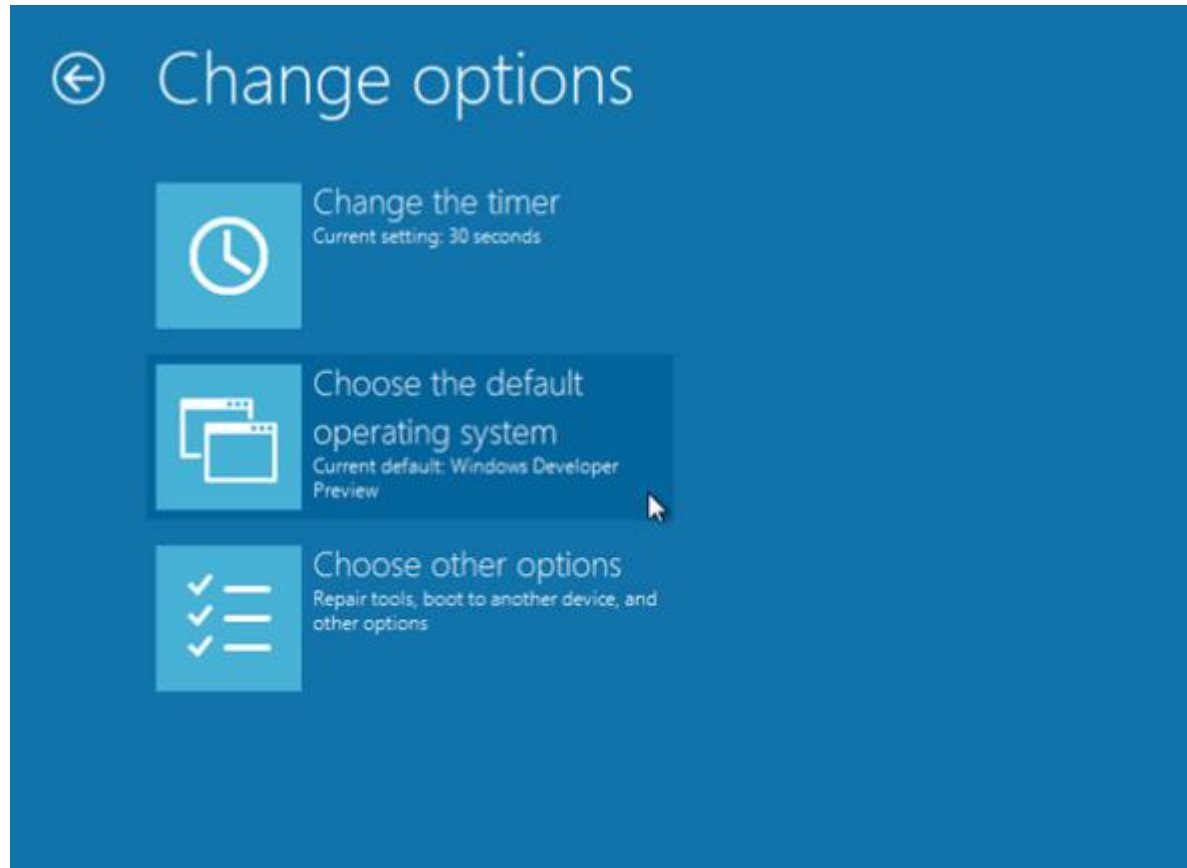 Change options
Change the timer
Current setting: 30 seconds
Choose the default
operating system
Current default: Windows Developer
Preview
Choose other options
Repair tools, boot to another device, and
other options